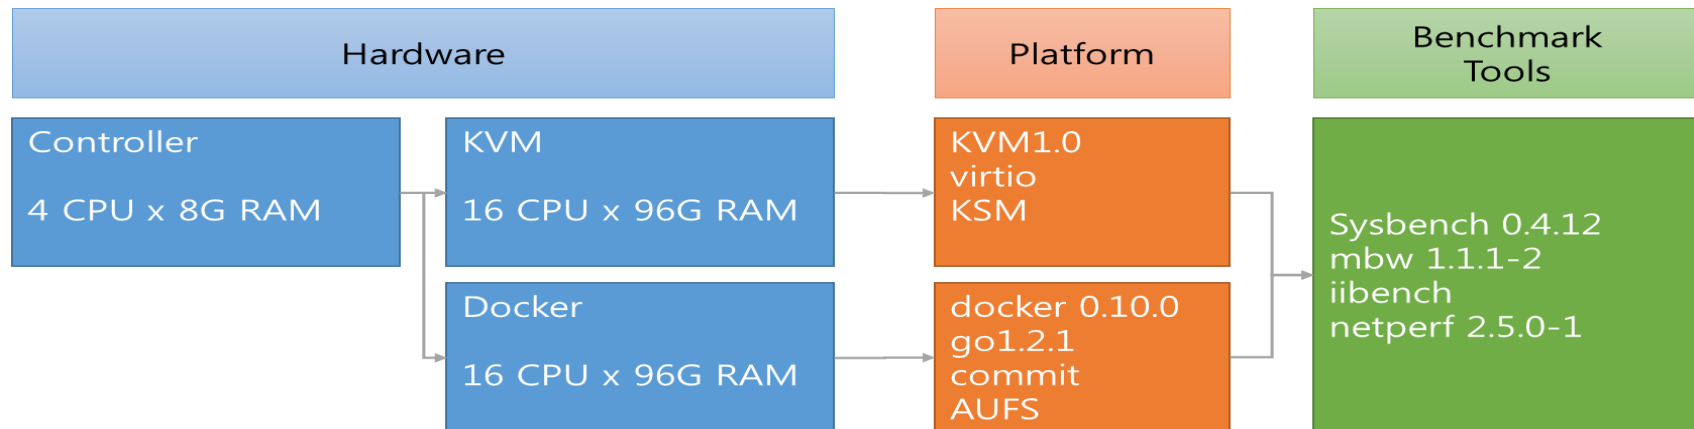 Hardware
Platform
Benchmark
Tools
Controller
4 CPU x 8G RAM
KVM
16 CPU x 96G RAM
Docker
16 CPU x 96G RAM
KVM1.0
virtio
KSM
docker 0.10.0
go1.2.1
commit
AUFS
Sysbench 0.4.12
mbw 1.1.1-2
iibench
netperf 2.5.0-1